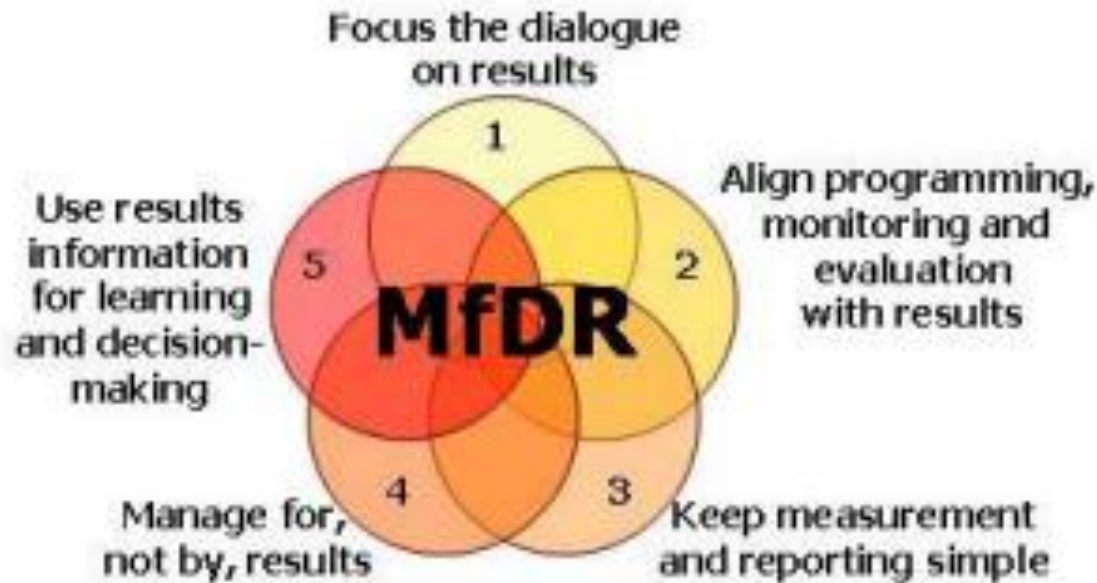 Focus the dialogue
on results
1
Align programming,
monitoring and
evaluation
with results
2
Keep measurement
and reporting simple
3
Manage for,
not by, results
4
Use results
information
for learning
and decision-
making
5
MfDR